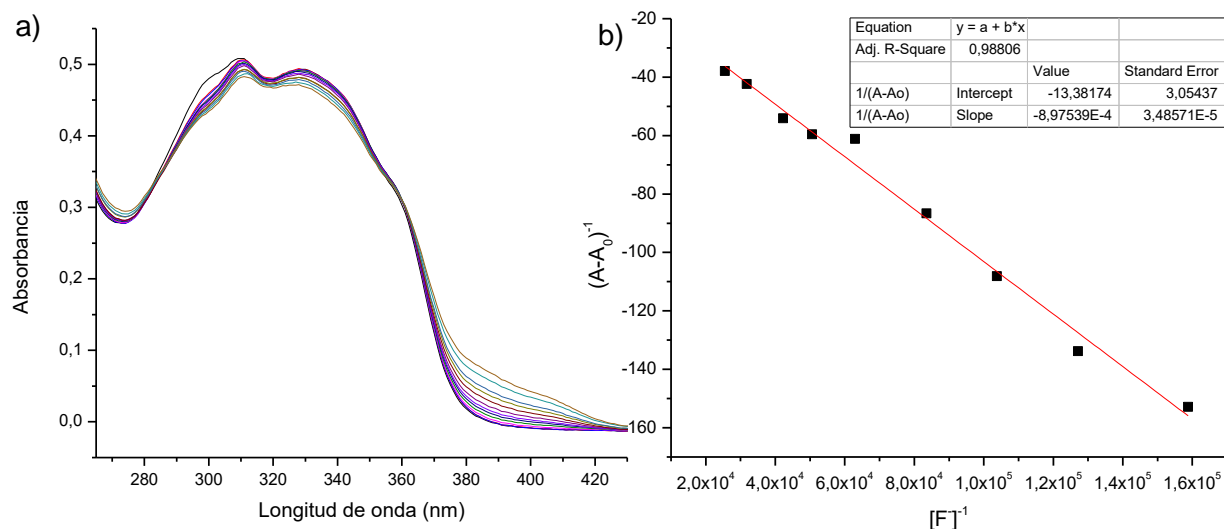 a)
Absorbancia
0,5
0,4
0,3
0,2
0,1
0,0
280 300 320 340 360 380 400 420
Longitud de onda (nm)
b)
Equation y = a + b*x
Adj. R-Square 0,98806
Value Standard Error
1/(A-Ao) Intercept -13,38174 3,05437
1/(A-Ao) Slope -8,97539E-4 3,48571E-5
(A-A₀)⁻¹
-20
-40
-60
-80
-100
-120
-140
-160
2,0x10⁴ 4,0x10⁴ 6,0x10⁴ 8,0x10⁴ 1,0x10⁵ 1,2x10⁵ 1,4x10⁵ 1,6x10⁵
[F⁻]⁻¹